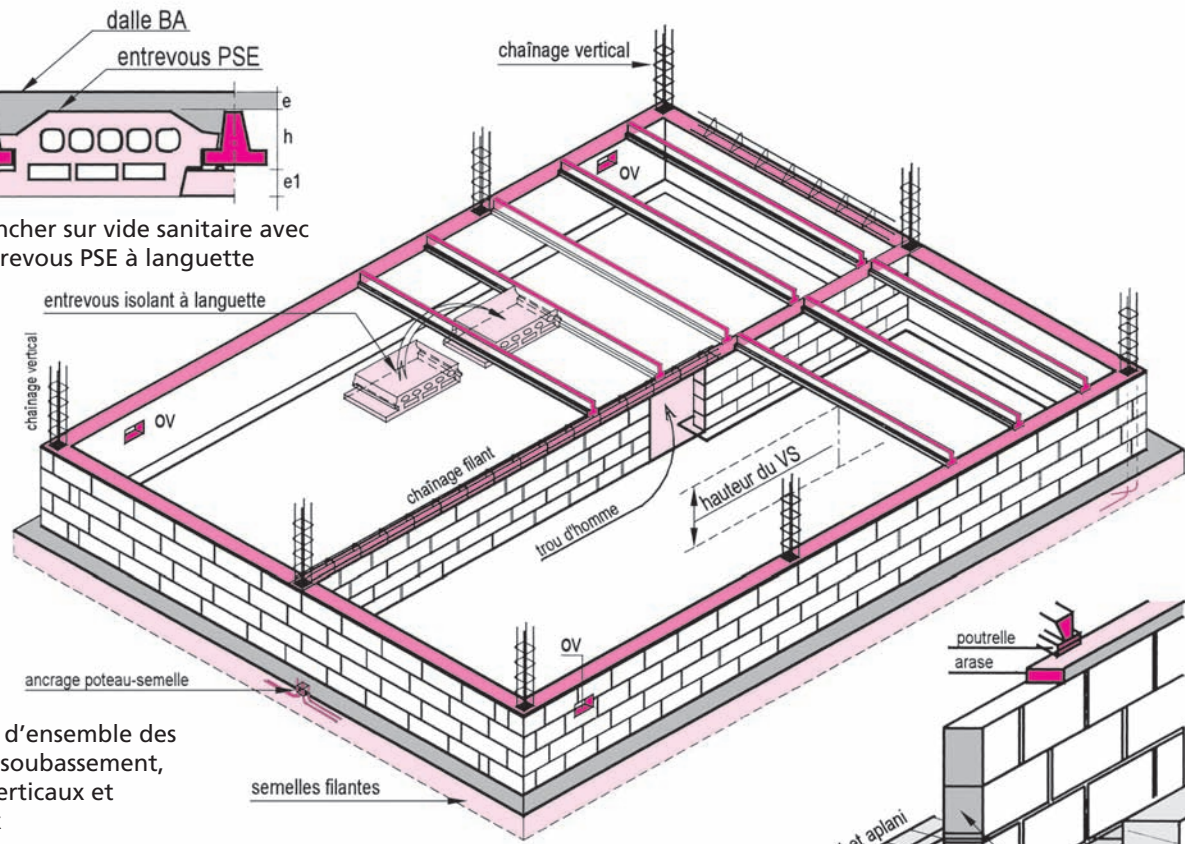 dalle BA
entrevous PSE
e
h
e1
ncher sur vide sanitaire avec
revous PSE à languette
chaînage vertical
OV
entrevous isolant à languette
chaînage vertical
OV
chaînage filant
hauteur du VS
trou d'homme
OV
ancrage poteau-semelle
d'ensemble des
soubassement,
erticaux et
semelles filantes
poutrelle
arase
et aplani